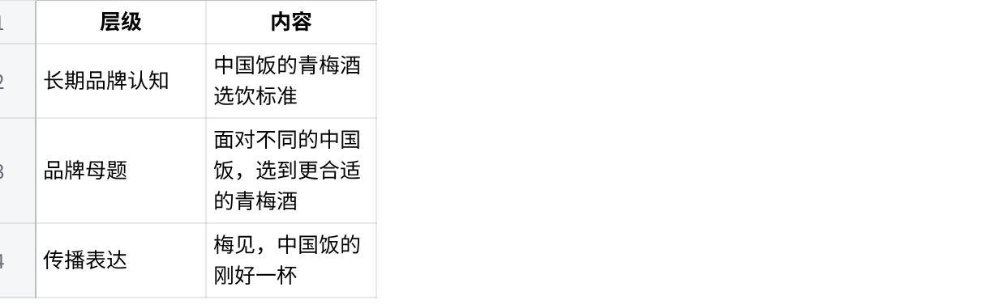 层级 内容
长期品牌认知
中国饭的青梅酒
选饮标准
品牌母题
面对不同的中国
饭，选到更合适
的青梅酒
传播表达
梅见，中国饭的
刚好一杯